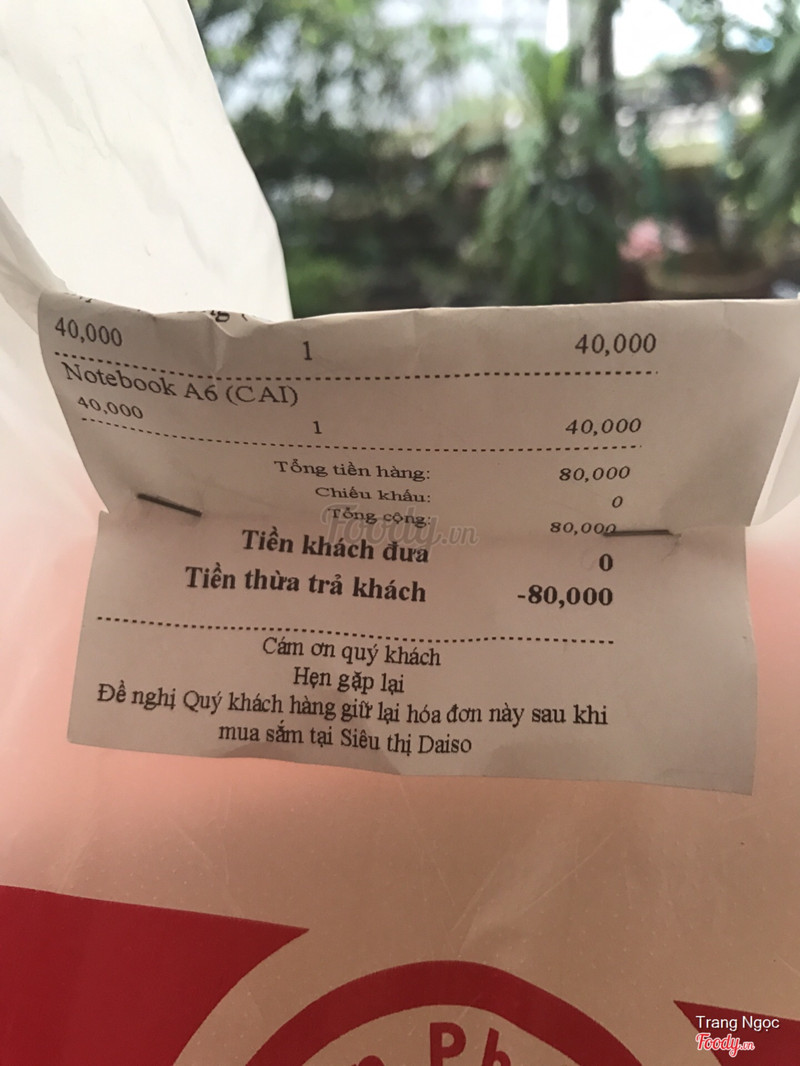 40,000 1 40,000
Notebook A6 (CAI)
40,000 1 40,000
Tổng tiền hàng: 80,000
Chiếu khấu: 0
Tổng cộng: 80,000
Tiền khách đưa 0
Tiền thừa trả khách -80,000
Cám ơn quý khách
Hẹn gặp lại
Đề nghị Quý khách hàng giữ lại hóa đơn này sau khi
mua sắm tại Siêu thị Daiso
Foody.vn
Trang Ngọc
Foody.vn